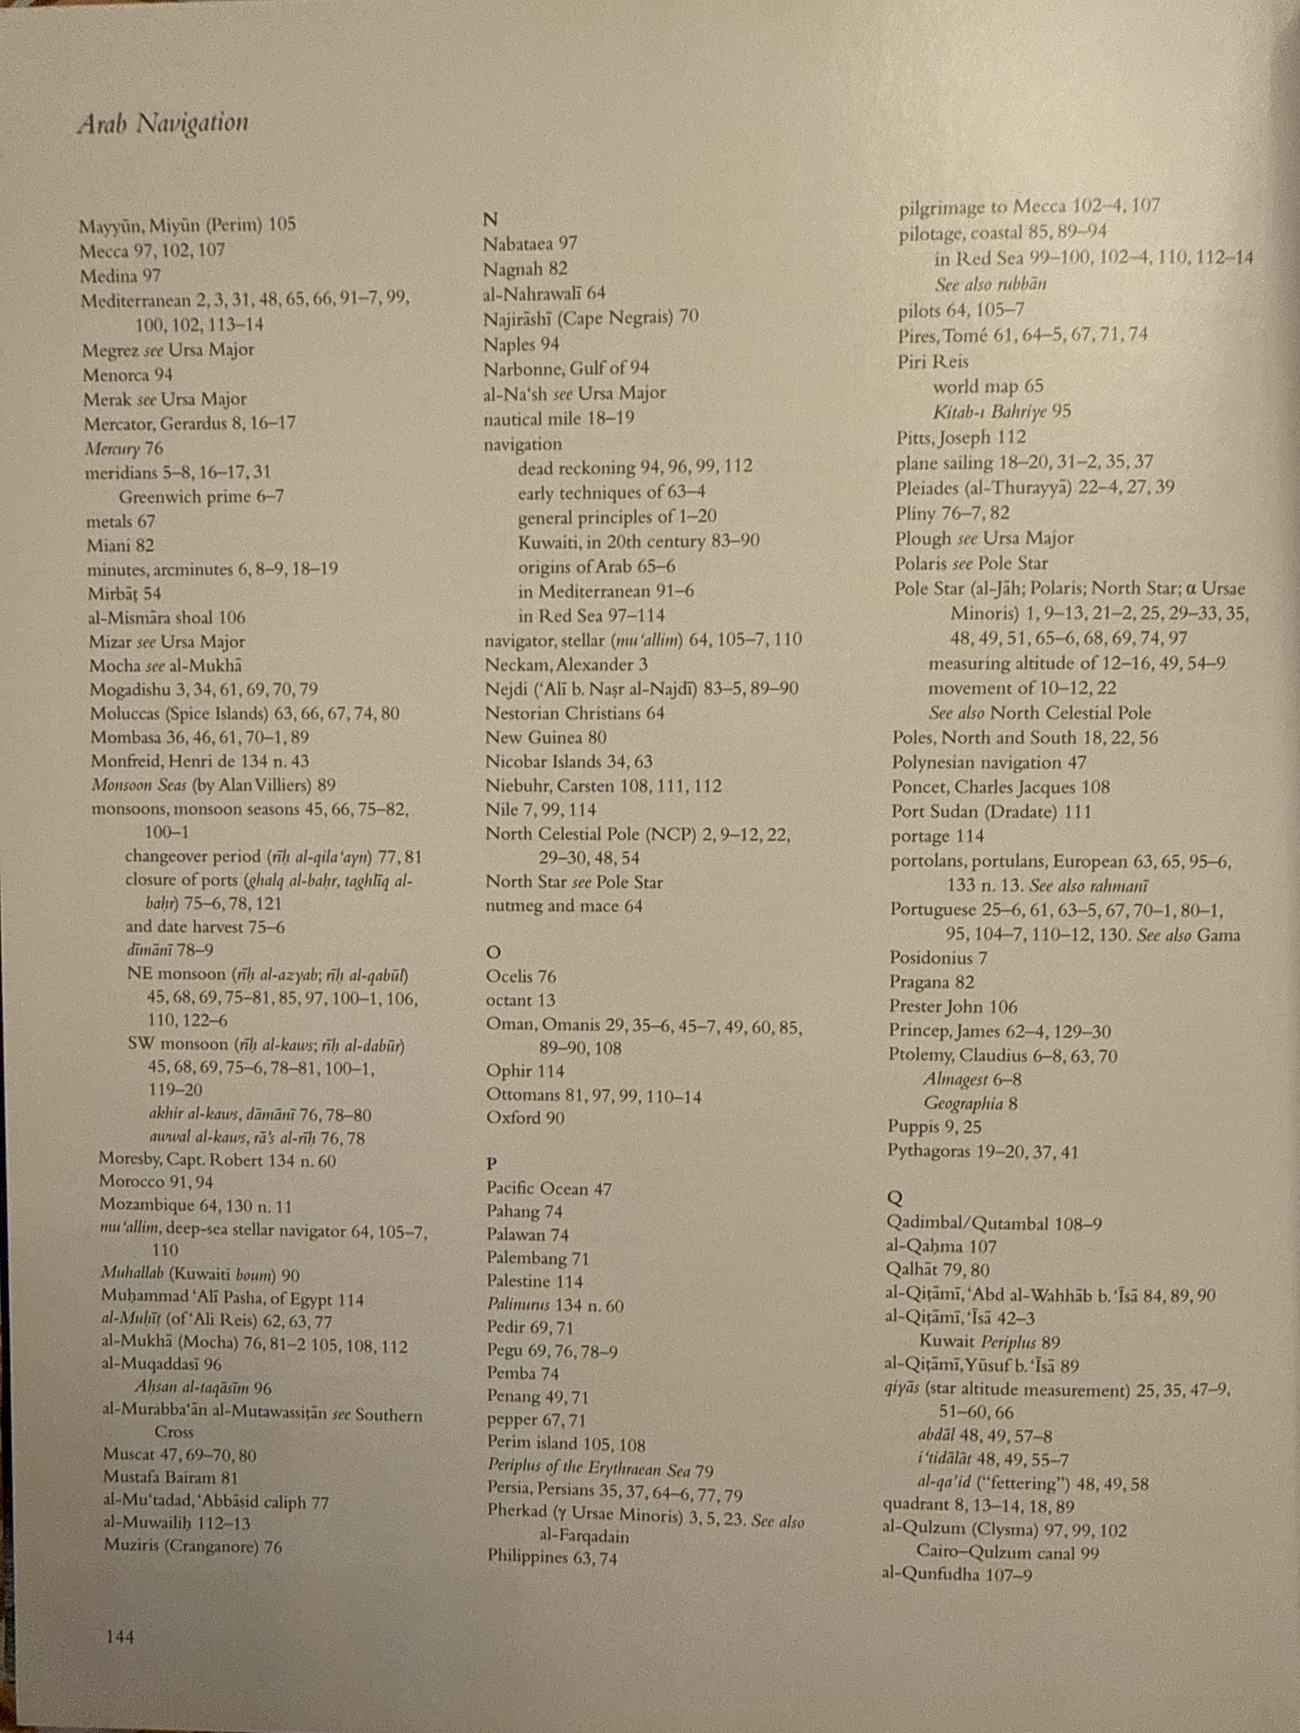 Arab Navigation
Mayyūn, Miyūn (Perim) 105
Mecca 97, 102, 107
Medina 97
Mediterranean 2, 3, 31, 48, 65, 66, 91–7, 99,
100, 102, 113–14
Megrez see Ursa Major
Menorca 94
Merak see Ursa Major
Mercator, Gerardus 8, 16–17
Mercury 76
meridians 5–8, 16–17, 31
Greenwich prime 6–7
metals 67
Miani 82
minutes, arcminutes 6, 8–9, 18–19
Mirbāṭ 54
al-Mismāra shoal 106
Mizar see Ursa Major
Mocha see al-Mukhā
Mogadishu 3, 34, 61, 69, 70, 79
Moluccas (Spice Islands) 63, 66, 67, 74, 80
Mombasa 36, 46, 61, 70–1, 89
Monfreid, Henri de 134 n. 43
Monsoon Seas (by Alan Villiers) 89
monsoons, monsoon seasons 45, 66, 75–82,
100–1
changeover period (rīḥ al-qila‘ayn) 77, 81
closure of ports (ghalq al-baḥr, taghlīq al-
baḥr) 75–6, 78, 121
and date harvest 75–6
dīmānī 78–9
NE monsoon (rīḥ al-azyab; rīḥ al-qabūl)
45, 68, 69, 75–81, 85, 97, 100–1, 106,
110, 122–6
SW monsoon (rīḥ al-kaws; rīḥ al-dabūr)
45, 68, 69, 75–6, 78–81, 100–1,
119–20
akhir al-kaws, dāmānī 76, 78–80
awwal al-kaws, rā’s al-rīḥ 76, 78
Moresby, Capt. Robert 134 n. 60
Morocco 91, 94
Mozambique 64, 130 n. 11
mu‘allim, deep-sea stellar navigator 64, 105–7,
110
Muhallab (Kuwaiti boum) 90
Muḥammad ‘Alī Pasha, of Egypt 114
al-Muḥīṭ (of ‘Ali Reis) 62, 63, 77
al-Mukhā (Mocha) 76, 81–2 105, 108, 112
al-Muqaddasī 96
Aḥsan al-taqāsīm 96
al-Murabba‘ān al-Mutawassiṭān see Southern
Cross
Muscat 47, 69–70, 80
Mustafa Bairam 81
al-Mu‘tadad, ‘Abbāsid caliph 77
al-Muwailiḥ 112–13
Muziris (Cranganore) 76
144
N
Nabataea 97
Nagnah 82
al-Nahrawalī 64
Najirāshī (Cape Negrais) 70
Naples 94
Narbonne, Gulf of 94
al-Na‘sh see Ursa Major
nautical mile 18–19
navigation
dead reckoning 94, 96, 99, 112
early techniques of 63–4
general principles of 1–20
Kuwaiti, in 20th century 83–90
origins of Arab 65–6
in Mediterranean 91–6
in Red Sea 97–114
navigator, stellar (mu‘allim) 64, 105–7, 110
Neckam, Alexander 3
Nejdi (‘Alī b. Naṣr al-Najdī) 83–5, 89–90
Nestorian Christians 64
New Guinea 80
Nicobar Islands 34, 63
Niebuhr, Carsten 108, 111, 112
Nile 7, 99, 114
North Celestial Pole (NCP) 2, 9–12, 22,
29–30, 48, 54
North Star see Pole Star
nutmeg and mace 64
O
Ocelis 76
octant 13
Oman, Omanis 29, 35–6, 45–7, 49, 60, 85,
89–90, 108
Ophir 114
Ottomans 81, 97, 99, 110–14
Oxford 90
P
Pacific Ocean 47
Pahang 74
Palawan 74
Palembang 71
Palestine 114
Palinurus 134 n. 60
Pedir 69, 71
Pegu 69, 76, 78–9
Pemba 74
Penang 49, 71
pepper 67, 71
Perim island 105, 108
Periplus of the Erythraean Sea 79
Persia, Persians 35, 37, 64–6, 77, 79
Pherkad (γ Ursae Minoris) 3, 5, 23. See also
al-Farqadain
Philippines 63, 74
pilgrimage to Mecca 102–4, 107
pilotage, coastal 85, 89–94
in Red Sea 99–100, 102–4, 110, 112–14
See also rubbān
pilots 64, 105–7
Pires, Tomé 61, 64–5, 67, 71, 74
Piri Reis
world map 65
Kitab-ı Bahriye 95
Pitts, Joseph 112
plane sailing 18–20, 31–2, 35, 37
Pleiades (al-Thurayyā) 22–4, 27, 39
Pliny 76–7, 82
Plough see Ursa Major
Polaris see Pole Star
Pole Star (al-Jāh; Polaris; North Star; α Ursae
Minoris) 1, 9–13, 21–2, 25, 29–33, 35,
48, 49, 51, 65–6, 68, 69, 74, 97
measuring altitude of 12–16, 49, 54–9
movement of 10–12, 22
See also North Celestial Pole
Poles, North and South 18, 22, 56
Polynesian navigation 47
Poncet, Charles Jacques 108
Port Sudan (Dradate) 111
portage 114
portolans, portulans, European 63, 65, 95–6,
133 n. 13. See also rahmanī
Portuguese 25–6, 61, 63–5, 67, 70–1, 80–1,
95, 104–7, 110–12, 130. See also Gama
Posidonius 7
Pragana 82
Prester John 106
Princep, James 62–4, 129–30
Ptolemy, Claudius 6–8, 63, 70
Almagest 6–8
Geographia 8
Puppis 9, 25
Pythagoras 19–20, 37, 41
Q
Qadimbal/Qutambal 108–9
al-Qaḥma 107
Qalhāt 79, 80
al-Qiṭāmī, ‘Abd al-Wahhāb b. ‘Īsā 84, 89, 90
al-Qiṭāmī, ‘Īsā 42–3
Kuwait Periplus 89
al-Qiṭāmī, Yūsuf b. ‘Īsā 89
qiyās (star altitude measurement) 25, 35, 47–9,
51–60, 66
abdāl 48, 49, 57–8
i‘tidālāt 48, 49, 55–7
al-qa’id (“fettering”) 48, 49, 58
quadrant 8, 13–14, 18, 89
al-Qulzum (Clysma) 97, 99, 102
Cairo–Qulzum canal 99
al-Qunfudha 107–9